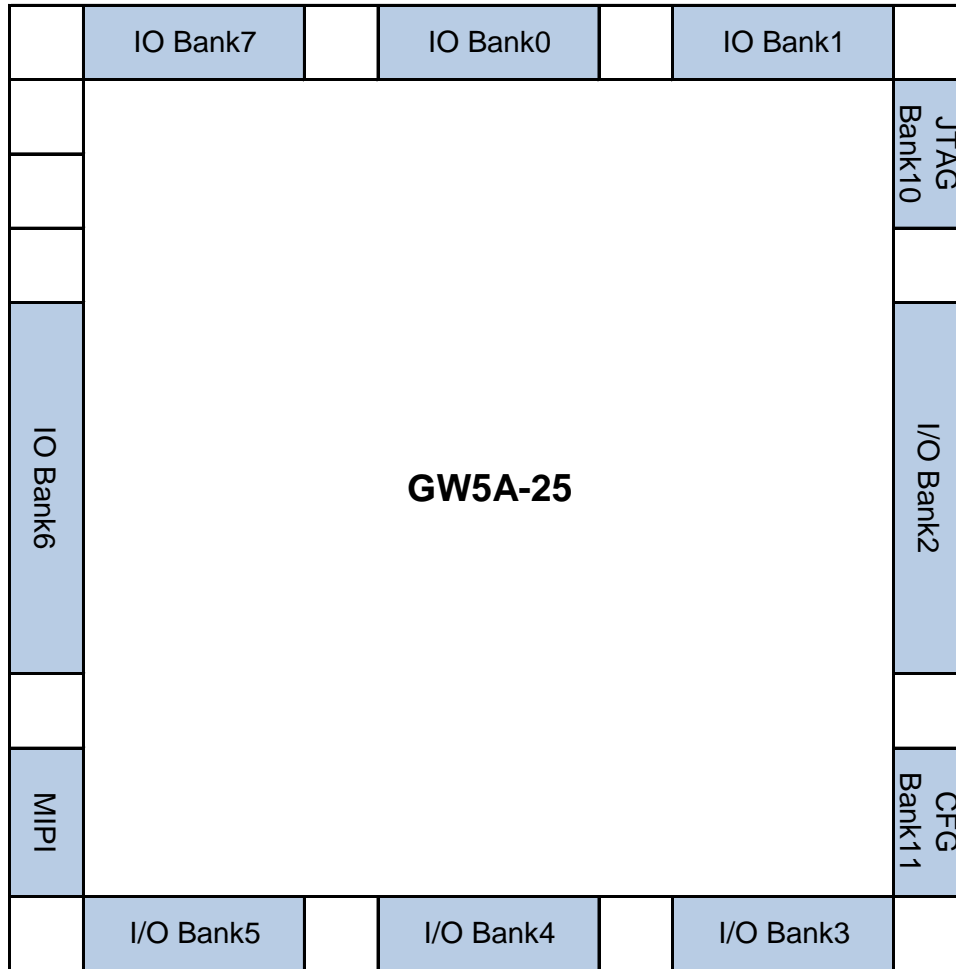 IO Bank7
IO Bank0
IO Bank1
JTAG
Bank10
IO Bank6
GW5A-25
I/O Bank2
MIPI
CFG
Bank11
I/O Bank5
I/O Bank4
I/O Bank3